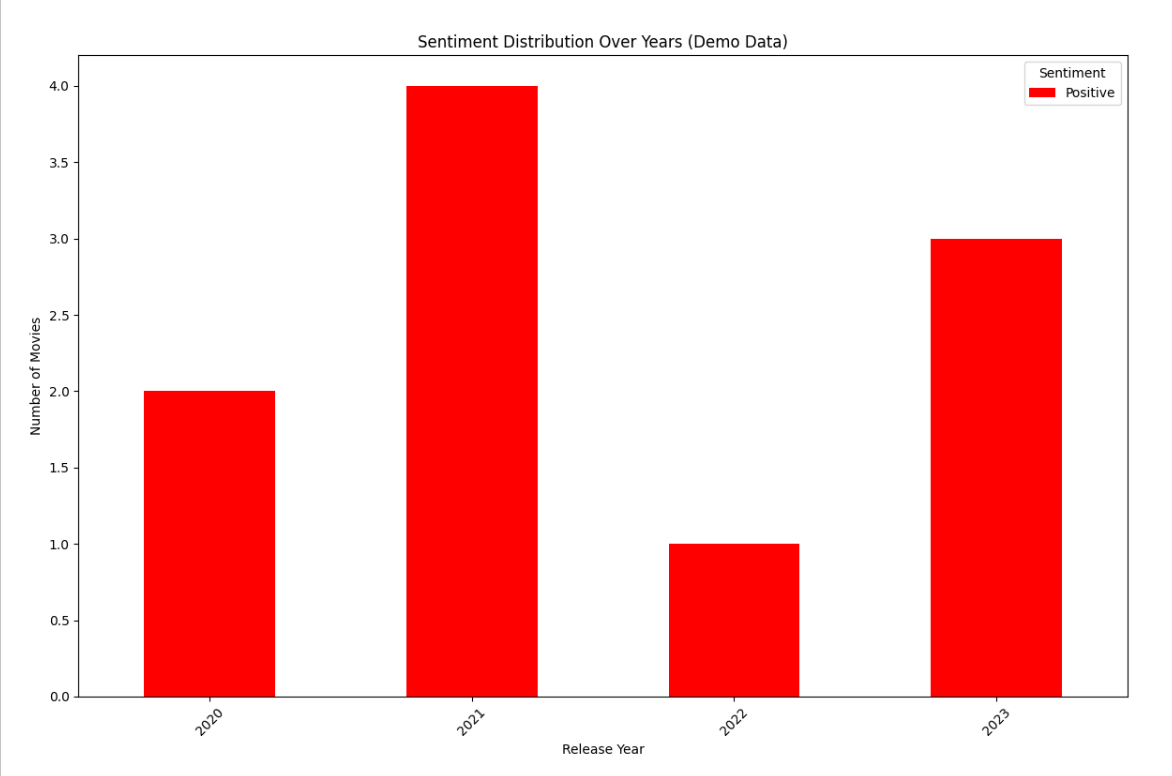 Sentiment Distribution Over Years (Demo Data)
Sentiment
Positive
4.0
3.5
3.0
2.5
2.0
1.5
1.0
0.5
0.0
Number of Movies
2020
2021
2022
2023
Release Year